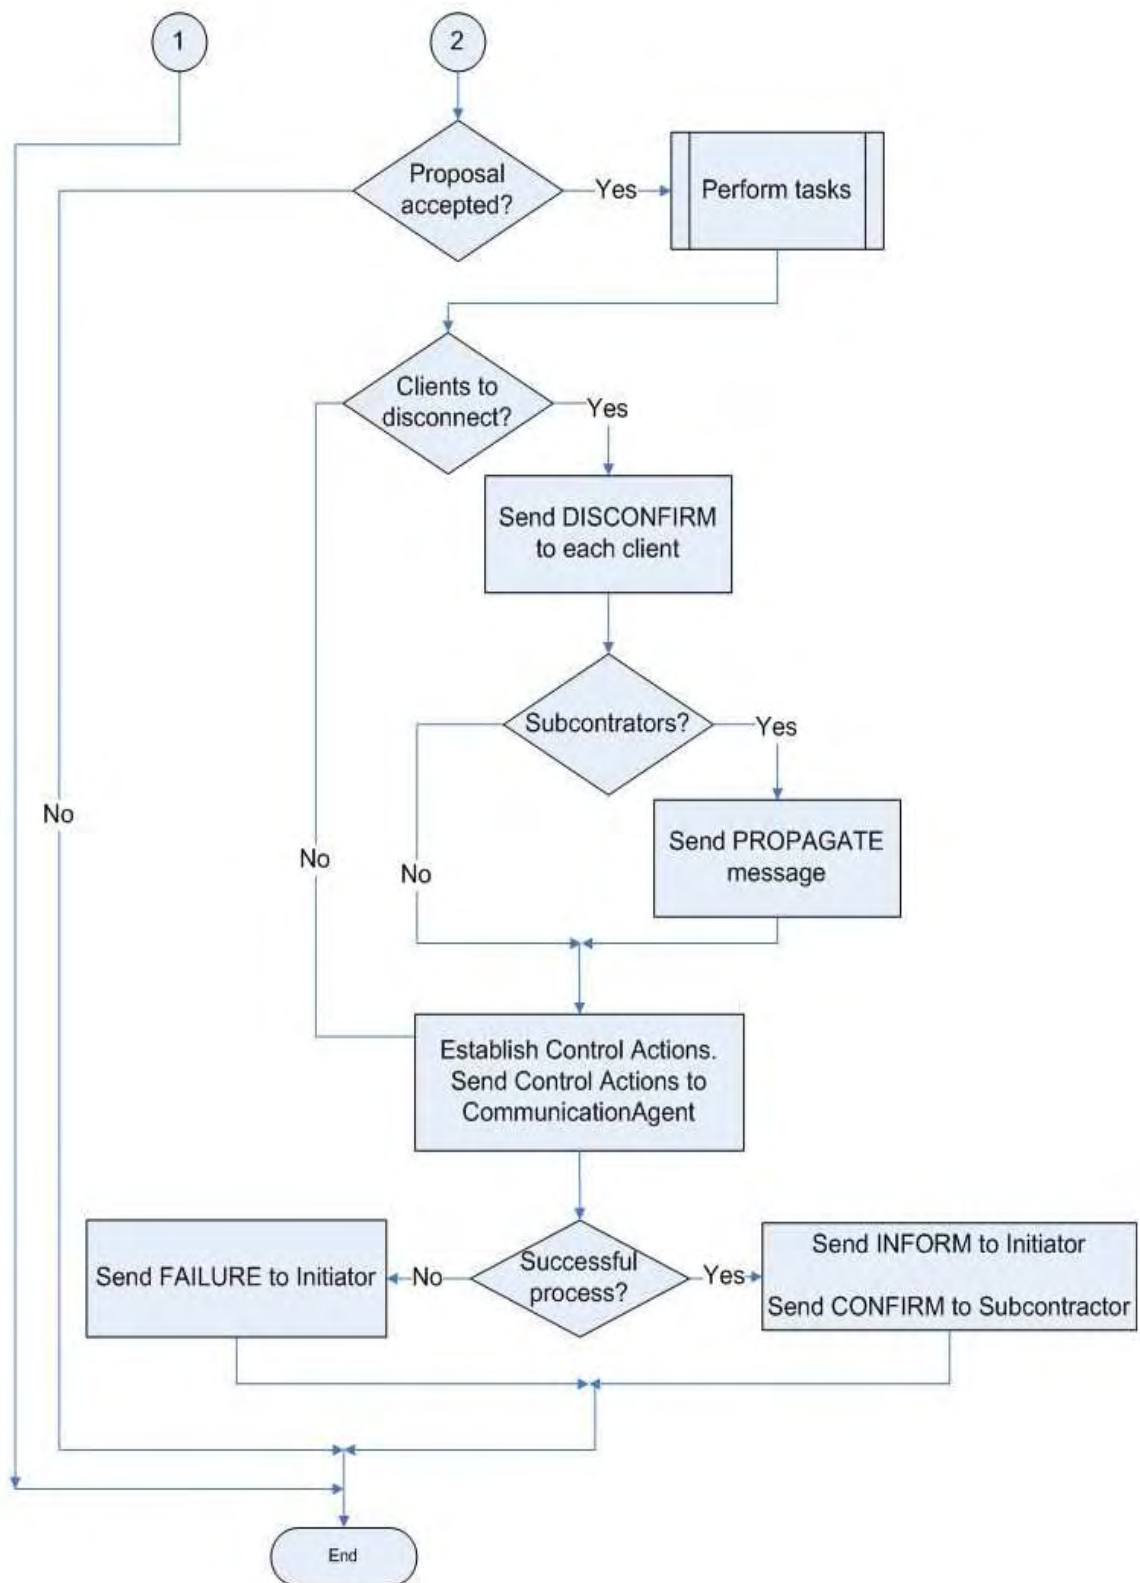 1
2
Proposal
accepted?
Yes
Perform tasks
Clients to
disconnect?
Yes
Send DISCONFIRM
to each client
Subcontrators?
Yes
No
No
No
Send PROPAGATE
message
Establish Control Actions.
Send Control Actions to
CommunicationAgent
Send FAILURE to Initiator
No
Successful
process?
Yes
Send INFORM to Initiator
Send CONFIRM to Subcontractor
End